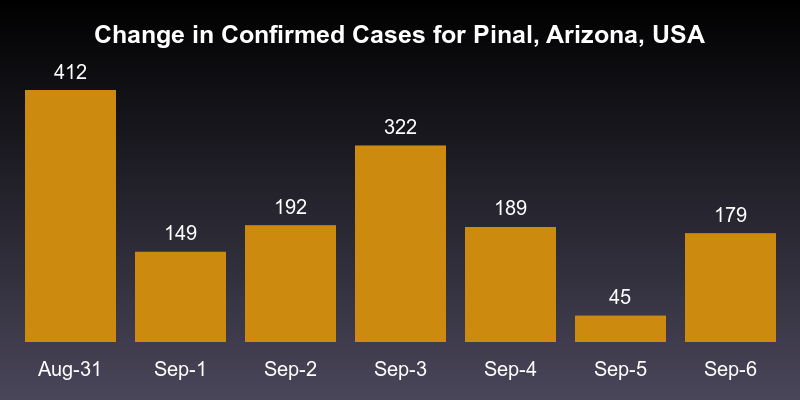 Change in Confirmed Cases for Pinal, Arizona, USA
412
149
192
322
189
45
179
Aug-31
Sep-1
Sep-2
Sep-3
Sep-4
Sep-5
Sep-6